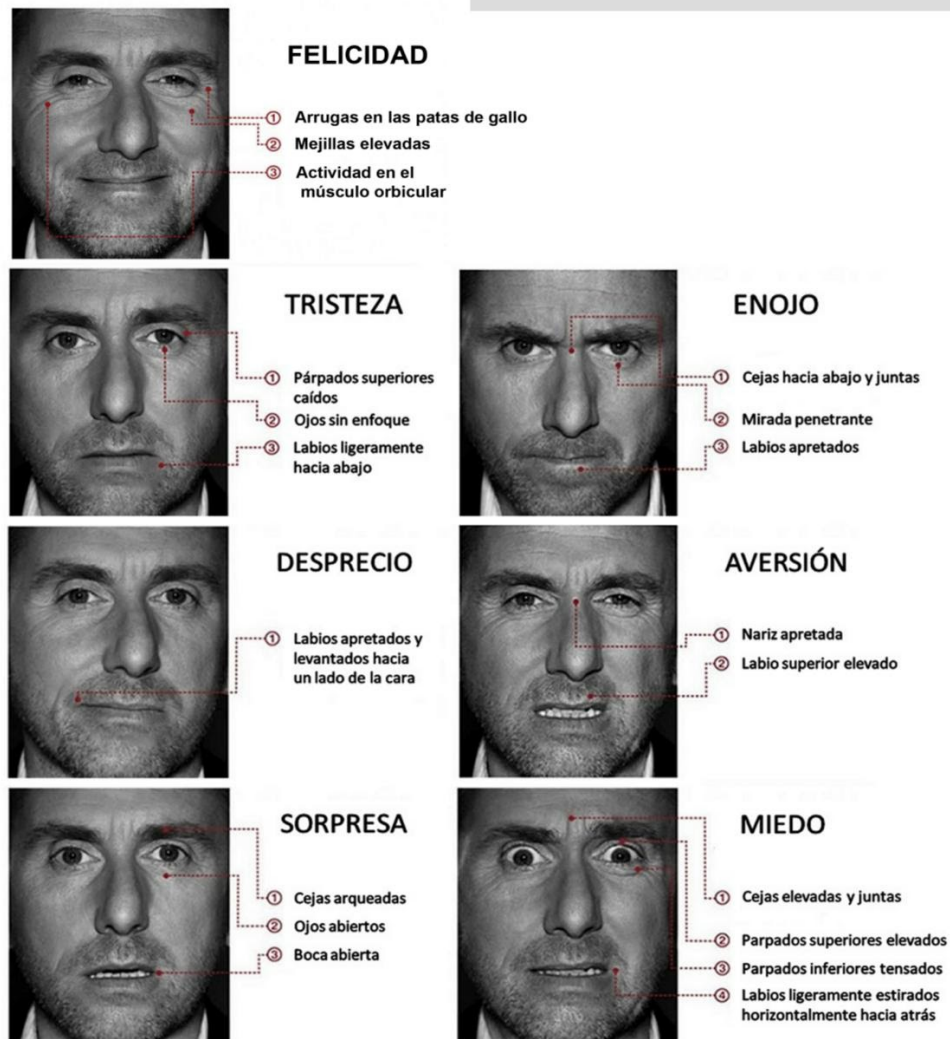 FELICIDAD
① Arrugas en las patas de gallo
② Mejillas elevadas
③ Actividad en el
músculo orbicular
TRISTEZA
① Párpados superiores
caídos
② Ojos sin enfoque
③ Labios ligeramente
hacia abajo
ENOJO
① Cejas hacia abajo y juntas
② Mirada penetrante
③ Labios apretados
DESPRECIO
① Labios apretados y
levantados hacia
un lado de la cara
AVERSIÓN
① Nariz apretada
② Labio superior elevado
SORPRESA
① Cejas arqueadas
② Ojos abiertos
③ Boca abierta
MIEDO
① Cejas elevadas y juntas
② Parpados superiores elevados
③ Parpados inferiores tensados
④ Labios ligeramente estirados
horizontalmente hacia atrás